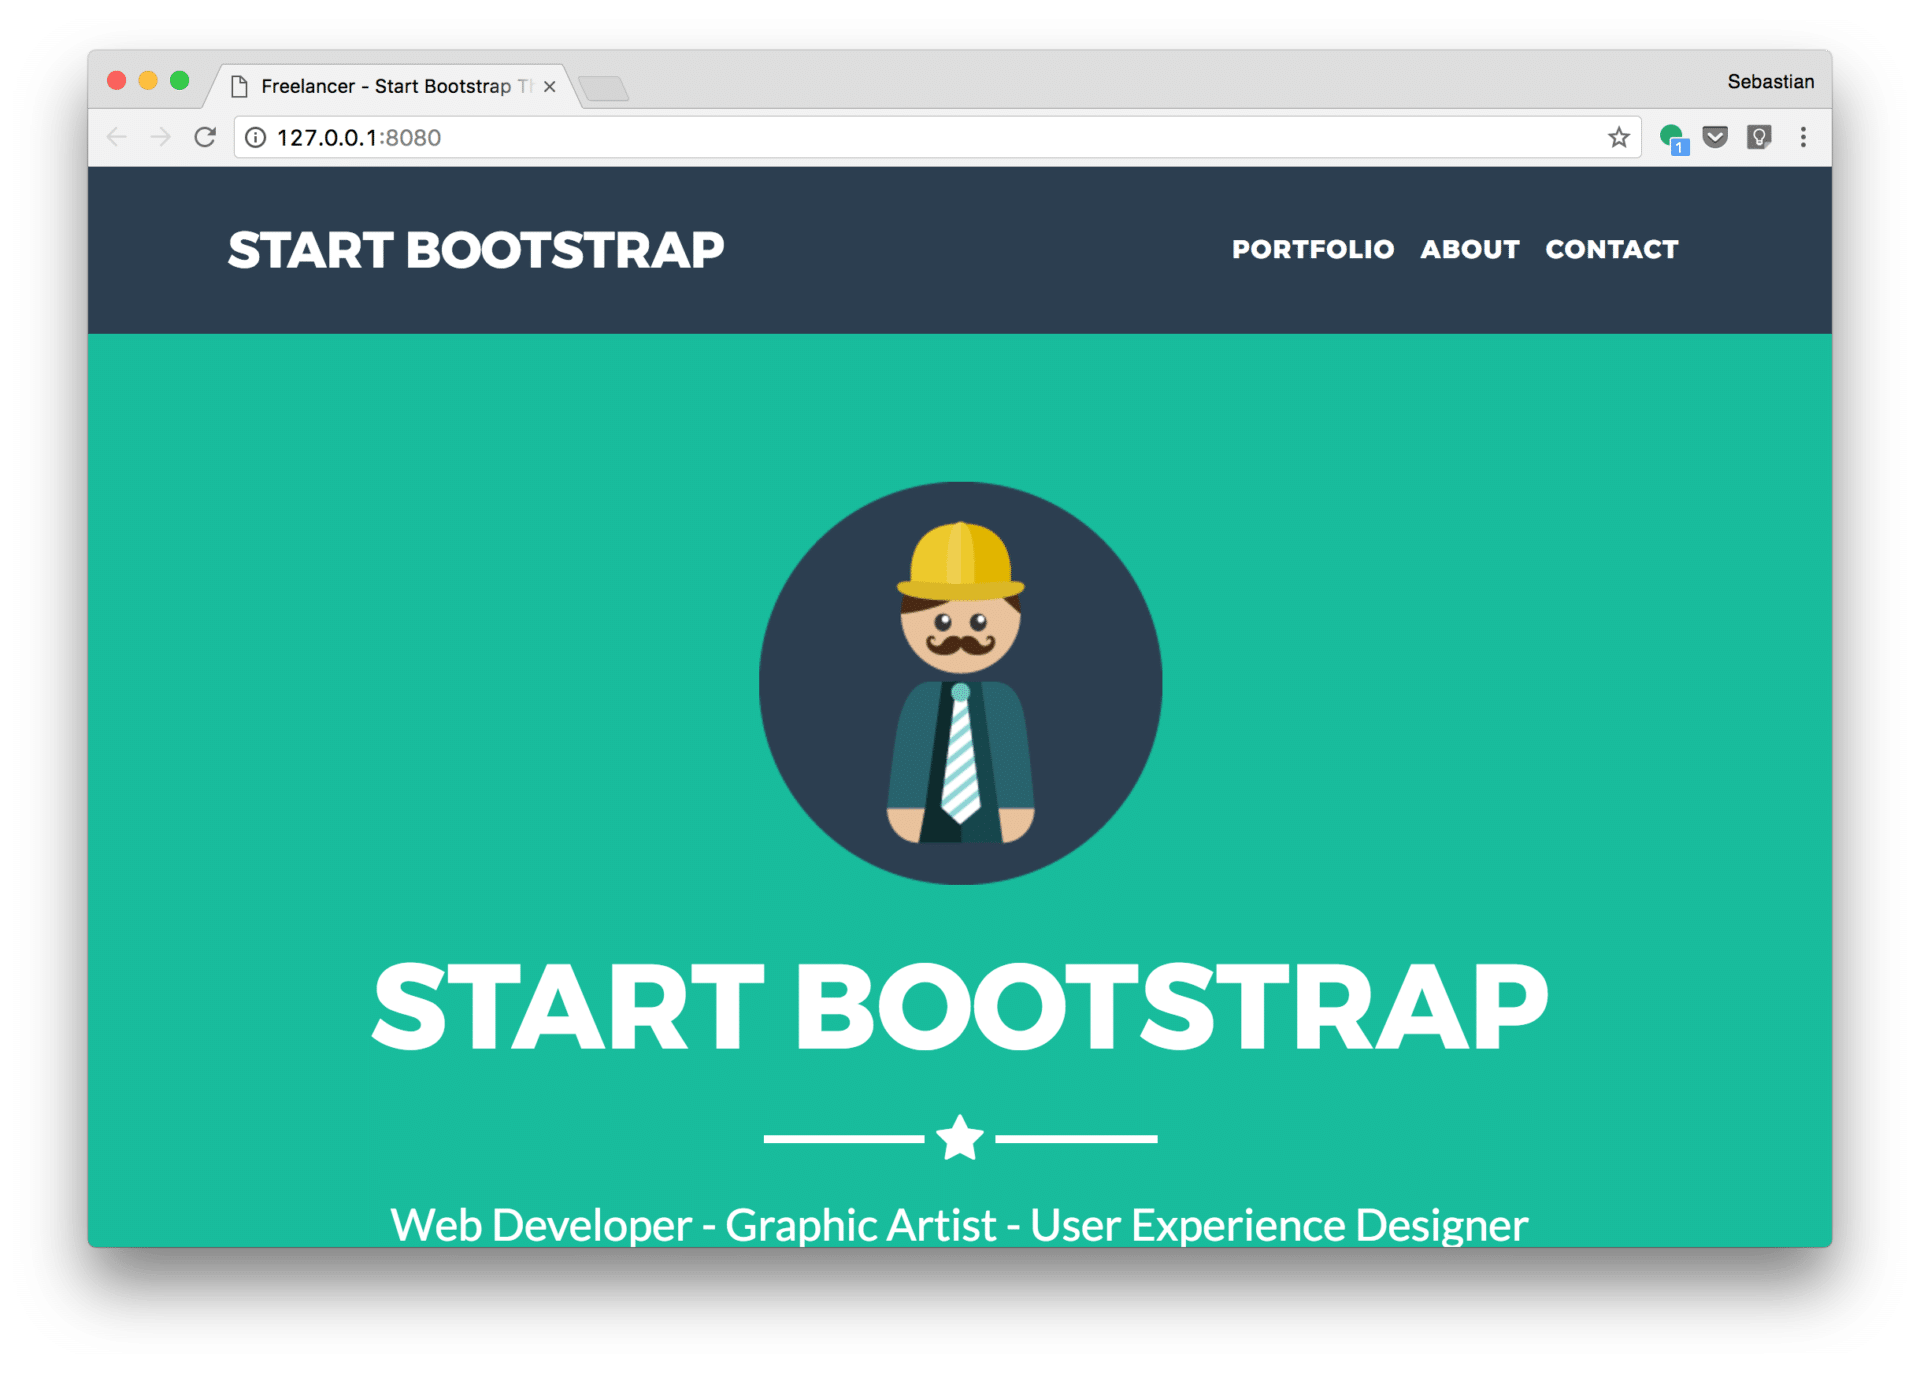 Freelancer - Start Bootstrap Th
Sebastian
127.0.0.1:8080
1
START BOOTSTRAP
PORTFOLIO ABOUT CONTACT
START BOOTSTRAP
Web Developer - Graphic Artist - User Experience Designer